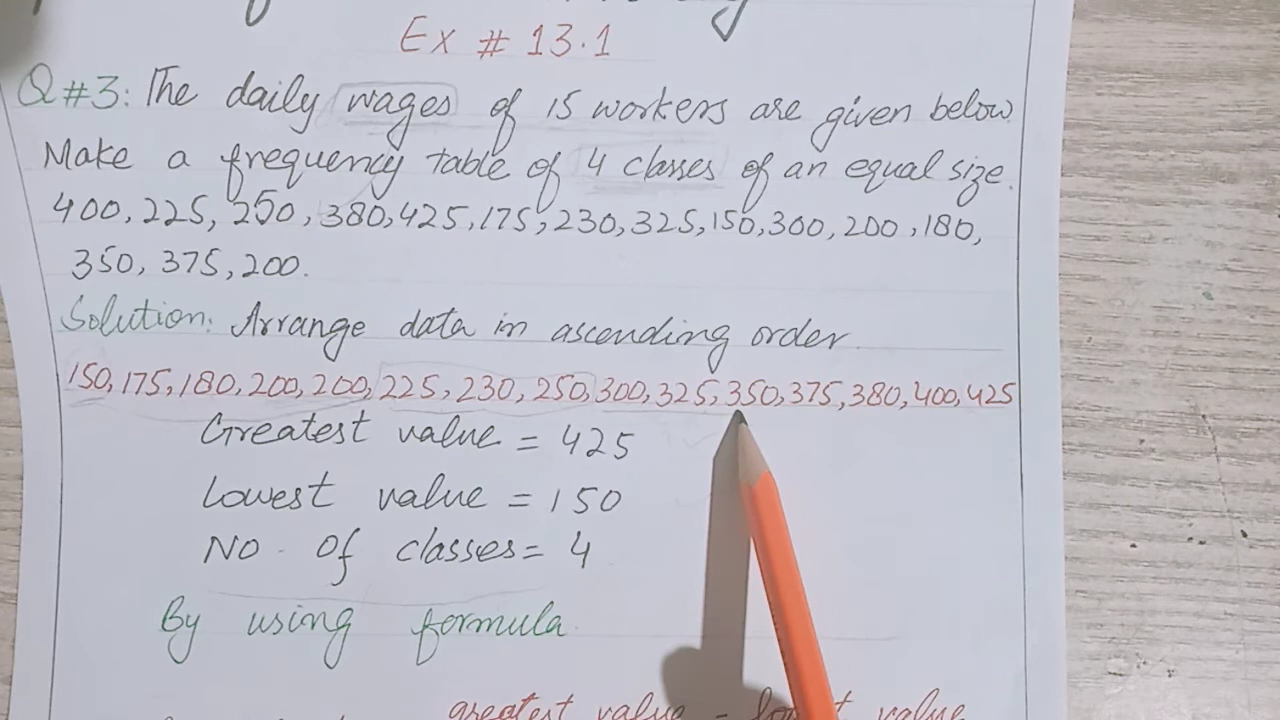 Ex # 13.1
Q#3: The daily wages of 15 workers are given below.
Make a frequency table of 4 classes of an equal size.
400, 225, 250, 380, 425, 175, 230, 325, 150, 300, 200, 180,
350, 375, 200.
Solution: Arrange data in ascending order
150, 175, 180, 200, 200, 225, 230, 250, 300, 325, 350, 375, 380, 400, 425
Greatest value = 425
Lowest value = 150
No. of classes = 4
By using formula
greatest value - value